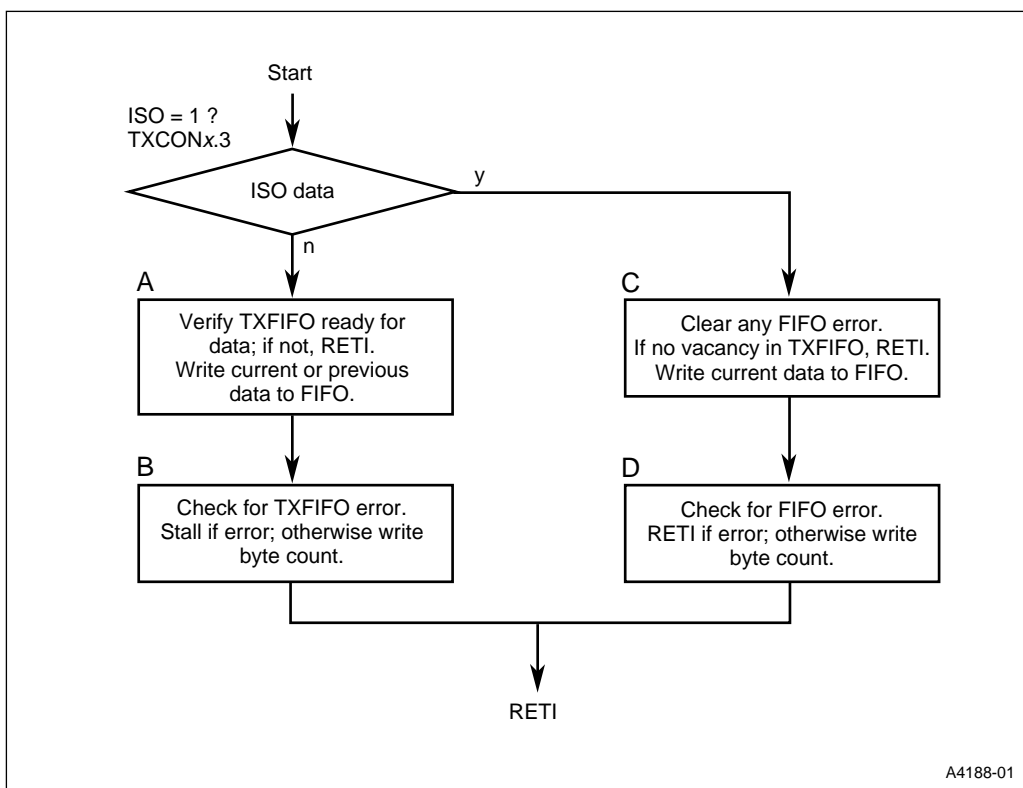 Start
ISO = 1 ?
TXCONx.3
ISO data
y
n
A
Verify TXFIFO ready for
data; if not, RETI.
Write current or previous
data to FIFO.
C
Clear any FIFO error.
If no vacancy in TXFIFO, RETI.
Write current data to FIFO.
B
Check for TXFIFO error.
Stall if error; otherwise write
byte count.
D
Check for FIFO error.
RETI if error; otherwise write
byte count.
RETI
A4188-01